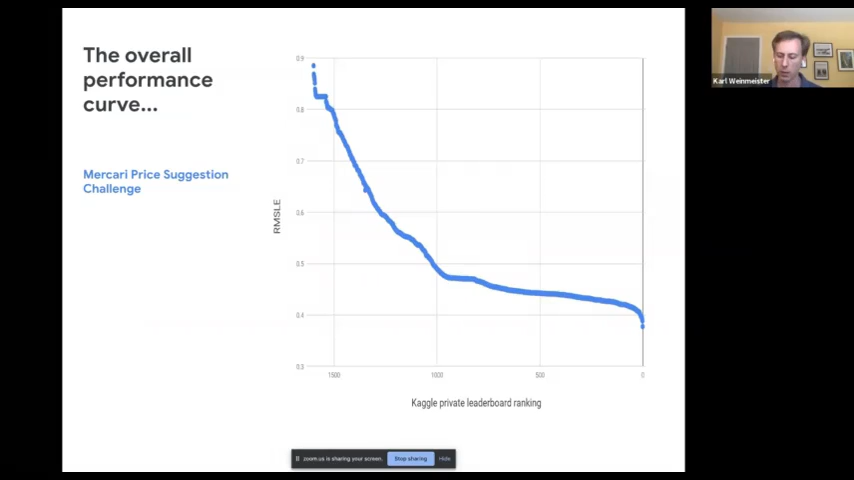 The overall
performance
curve...
Mercari Price Suggestion
Challenge
0.9
0.8
0.7
0.6
0.5
0.4
0.3
RMSLE
1500
1000
500
0
Kaggle private leaderboard ranking
Karl Weinmeister
zoom.us is sharing your screen.
Stop sharing
Hide